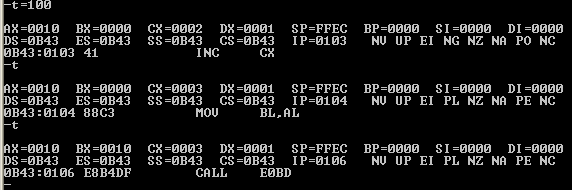 -t=100
AX=0010 BX=0000 CX=0002 DX=0001 SP=FFEC BP=0000 SI=0000 DI=0000
DS=0B43 ES=0B43 SS=0B43 CS=0B43 IP=0103 NV UP EI NG NZ NA PO NC
0B43:0103 41 INC CX
-t
AX=0010 BX=0000 CX=0003 DX=0001 SP=FFEC BP=0000 SI=0000 DI=0000
DS=0B43 ES=0B43 SS=0B43 CS=0B43 IP=0104 NV UP EI PL NZ NA PE NC
0B43:0104 88C3 MOV BL,AL
-t
AX=0010 BX=0010 CX=0003 DX=0001 SP=FFEC BP=0000 SI=0000 DI=0000
DS=0B43 ES=0B43 SS=0B43 CS=0B43 IP=0106 NV UP EI PL NZ NA PE NC
0B43:0106 E8B4DF CALL E0BD
-